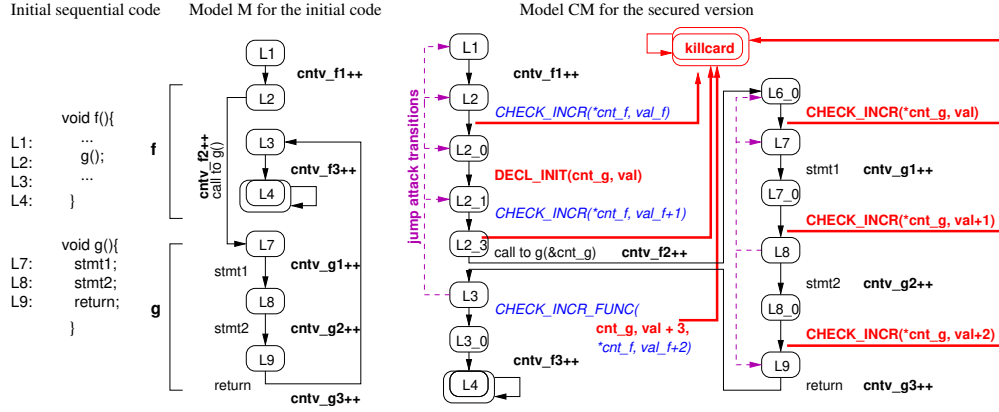 Initial sequential code
Model M for the initial code
Model CM for the secured version
void f(){
L1: ...
L2: g();
L3: ...
L4: }
f
void g(){
L7: stmt1;
L8: stmt2;
L9: return;
}
g
L1
cntv_f1++
L2
cntv_f2++
call to g()
L3
cntv_f3++
L4
L7
stmt1
cntv_g1++
L8
stmt2
cntv_g2++
L9
return
cntv_g3++
jump attack transitions
L1
cntv_f1++
L2
CHECK_INCR(*cnt_f, val_f)
L2_0
DECL_INIT(cnt_g, val)
L2_1
CHECK_INCR(*cnt_f, val_f+1)
L2_3
call to g(&cnt_g)
cntv_f2++
L3
CHECK_INCR_FUNC(
cnt_g, val + 3,
*cnt_f, val_f+2)
L3_0
cntv_f3++
L4
killcard
L6_0
CHECK_INCR(*cnt_g, val)
L7
stmt1
cntv_g1++
L7_0
CHECK_INCR(*cnt_g, val+1)
L8
stmt2
cntv_g2++
L8_0
CHECK_INCR(*cnt_g, val+2)
L9
return
cntv_g3++